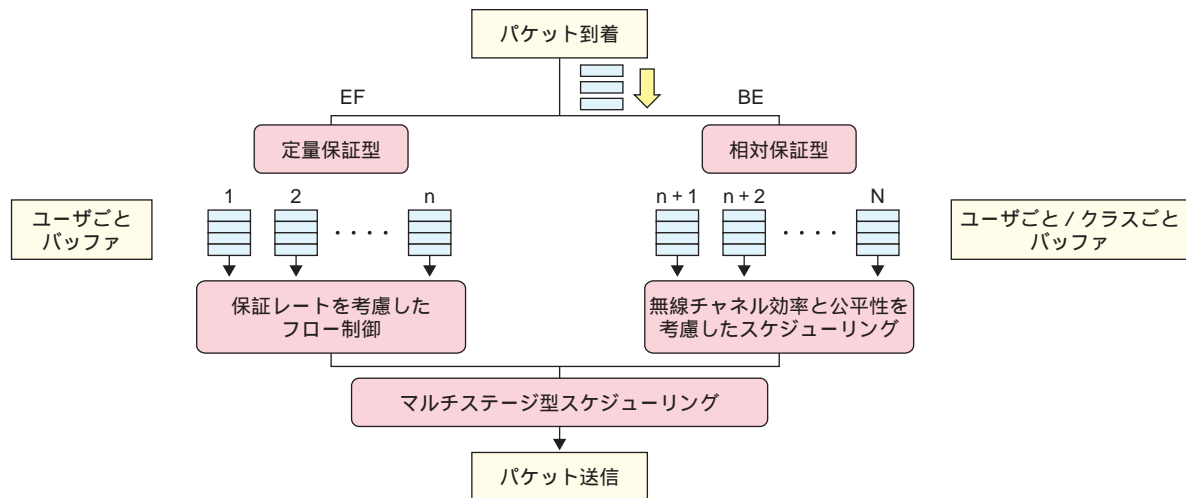 パケット到着
EF
BE
定量保証型
相対保証型
1 2 ････ n
n + 1 n + 2 ････ N
ユーザごと
バッファ
ユーザごと / クラスごと
バッファ
保証レートを考慮した
フロー制御
無線チャネル効率と公平性を
考慮したスケジューリング
マルチステージ型スケジューリング
パケット送信